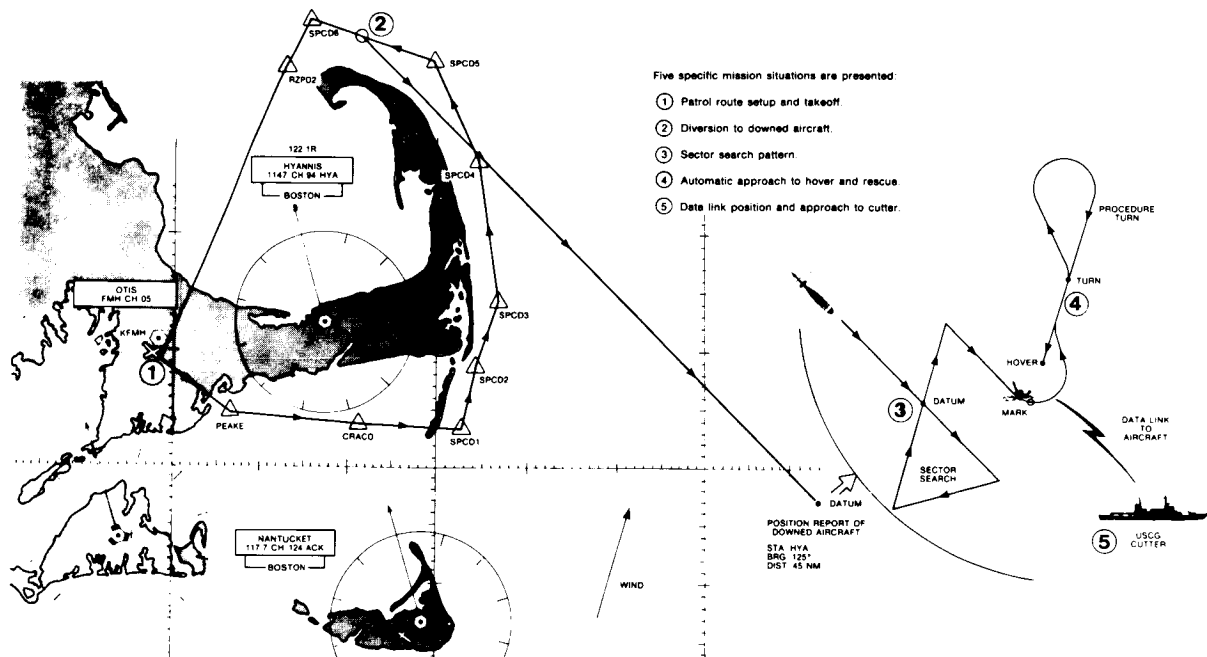 SPCD6
2
RZPD2
SPCD5
122 1R
HYANNIS
1147 CH 94 HYA
BOSTON
SPCD4
OTIS
FMH CH 05
KFMH
1
SPCD3
SPCD2
PEAKE
CRACO
SPCD1
NANTUCKET
117 7 CH 124 ACK
BOSTON
WIND
Five specific mission situations are presented:
1 Patrol route setup and takeoff.
2 Diversion to downed aircraft.
3 Sector search pattern.
4 Automatic approach to hover and rescue.
5 Data link position and approach to cutter.
PROCEDURE
TURN
TURN
4
HOVER
3
DATUM
MARK
DATA LINK
TO
AIRCRAFT
SECTOR
SEARCH
DATUM
POSITION REPORT OF
DOWNED AIRCRAFT
STA HYA
BRG 125°
DIST 45 NM
5
USCG
CUTTER